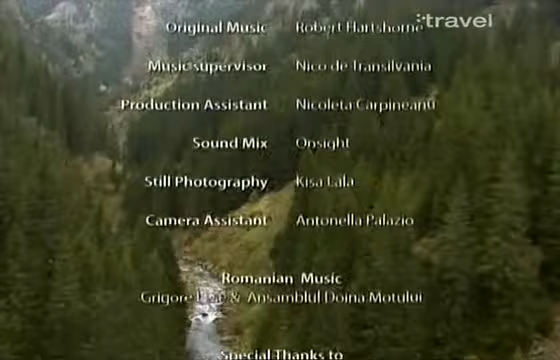 travel
Original Music Robert Hartshorne
Music supervisor Nico de Transilvania
Production Assistant Nicoleta Carpineanu
Sound Mix Onsight
Still Photography Kisa Lala
Camera Assistant Antonella Palazio
Romanian Music
Grigore & Ansamblul Doina Motului
Special Thanks to